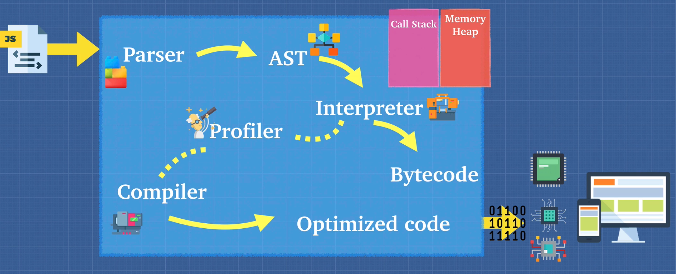 JS
Parser
AST
Call Stack
Memory
Heap
Interpreter
Profiler
Bytecode
Compiler
Optimized code
01100
10110
11110